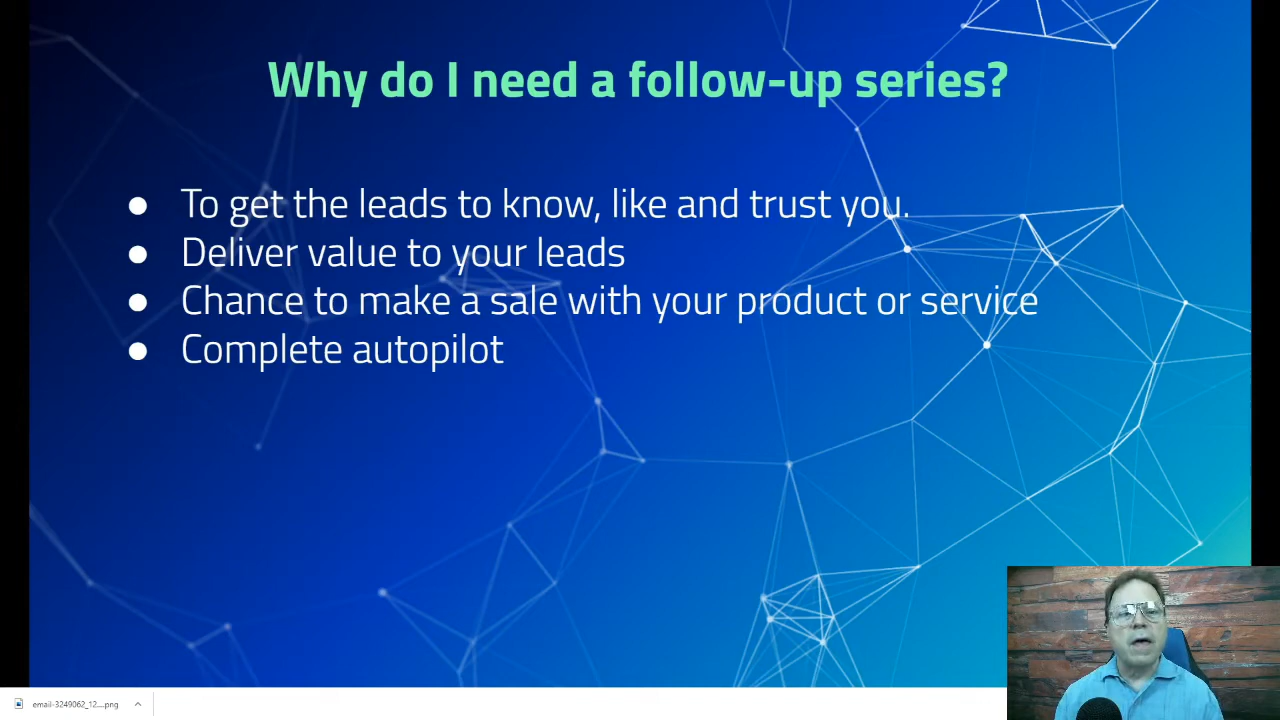 Why do I need a follow-up series?
● To get the leads to know, like and trust you.
● Deliver value to your leads
● Chance to make a sale with your product or service
● Complete autopilot
email-3249062_12....png